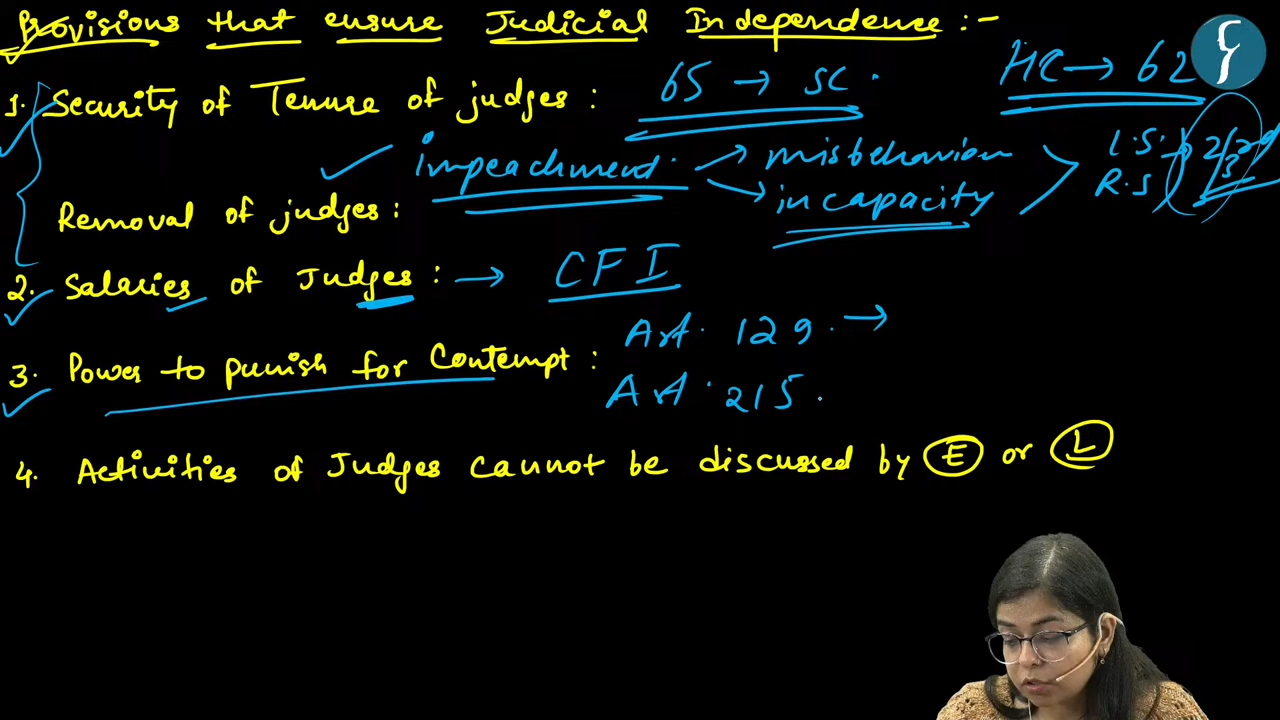 Provisions that ensure Judicial Independence :-
1. Security of Tenure of judges : 65 → SC. HC → 62
impeachment. → misbehaviour L.S.
→ incapacity R.S 2/3rd
Removal of judges :
2. Salaries of Judges : → CFI
3. Power to punish for Contempt : Art. 129. →
Art. 215.
4. Activities of Judges cannot be discussed by E or L